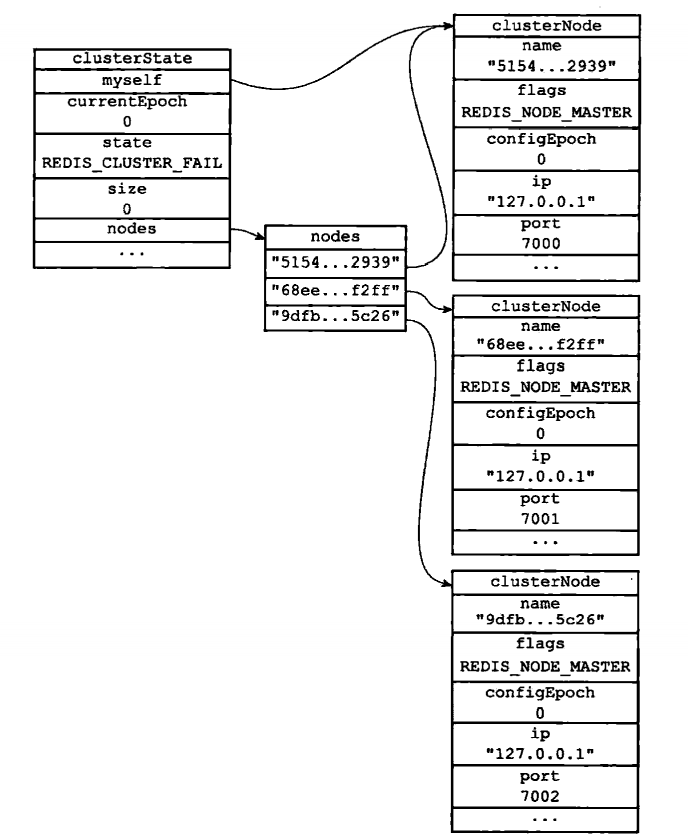 clusterState
myself
currentEpoch
0
state
REDIS_CLUSTER_FAIL
size
0
nodes
...
nodes
"5154...2939"
"68ee...f2ff"
"9dfb...5c26"
clusterNode
name
"5154...2939"
flags
REDIS_NODE_MASTER
configEpoch
0
ip
"127.0.0.1"
port
7000
...
clusterNode
name
"68ee...f2ff"
flags
REDIS_NODE_MASTER
configEpoch
0
ip
"127.0.0.1"
port
7001
...
clusterNode
name
"9dfb...5c26"
flags
REDIS_NODE_MASTER
configEpoch
0
ip
"127.0.0.1"
port
7002
...